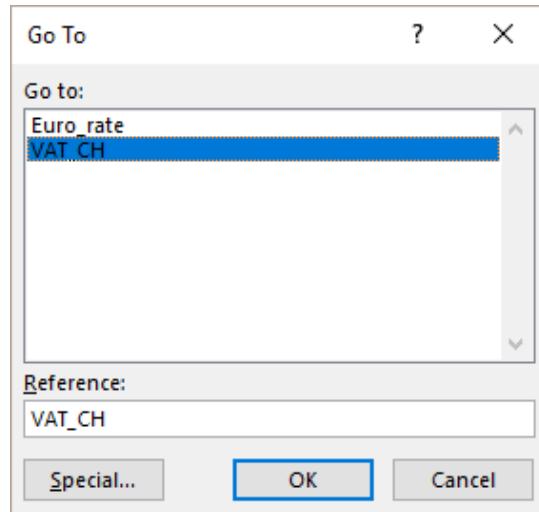 Go To ?
Go to:
Euro_rate
VAT_CH
Reference:
VAT_CH
Special... OK Cancel